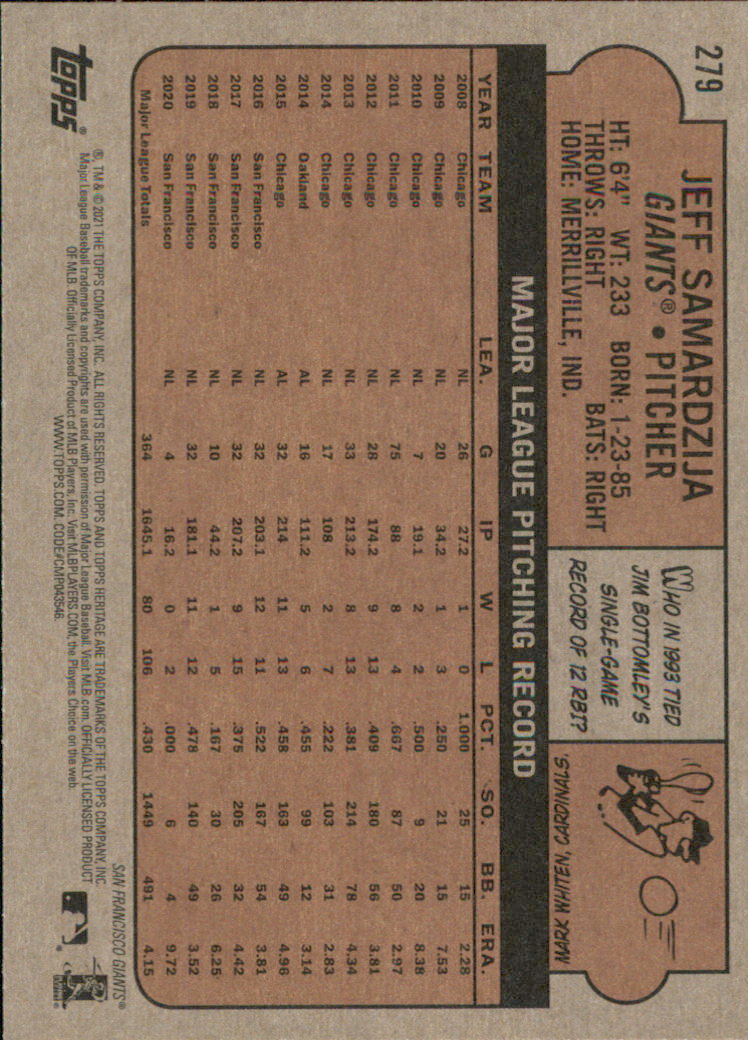 279
JEFF SAMARDZIJA
GIANTS® • PITCHER
HT: 6'4" WT: 233 BORN: 1-23-85
THROWS: RIGHT BATS: RIGHT
HOME: MERRILLVILLE, IND.
WHO IN 1993 TIED
JIM BOTTOMLEY'S
SINGLE-GAME
RECORD OF 12 RBI?
MARK WHITEN, CARDINALS.
MAJOR LEAGUE PITCHING RECORD
YEAR TEAM LEA. G IP W L PCT. SO. BB. ERA.
2008 Chicago NL 26 27.2 1 0 1.000 25 15 2.28
2009 Chicago NL 20 34.2 1 3 .250 21 15 7.53
2010 Chicago NL 7 19.1 2 2 .500 9 20 8.38
2011 Chicago NL 75 88 8 4 .667 87 50 2.97
2012 Chicago NL 28 174.2 9 13 .409 180 56 3.81
2013 Chicago NL 33 213.2 8 13 .381 214 78 4.34
2014 Chicago NL 17 108 2 7 .222 103 31 2.83
2014 Oakland AL 16 111.2 5 6 .455 99 12 3.14
2015 Chicago AL 32 214 11 13 .458 163 49 4.96
2016 San Francisco NL 32 203.1 12 11 .522 167 54 3.81
2017 San Francisco NL 32 207.2 9 15 .375 205 32 4.42
2018 San Francisco NL 10 44.2 1 5 .167 30 26 6.25
2019 San Francisco NL 32 181.1 11 12 .478 140 49 3.52
2020 San Francisco NL 4 16.2 0 2 .000 6 4 9.72
Major League Totals 364 1645.1 80 106 .430 1449 491 4.15
SAN FRANCISCO GIANTS®
topps®
®, TM & © 2021 THE TOPPS COMPANY, INC. ALL RIGHTS RESERVED. TOPPS AND TOPPS HERITAGE ARE TRADEMARKS OF THE TOPPS COMPANY, INC.
Major League Baseball trademarks and copyrights are used with permission of Major League Baseball. Visit MLB.com. OFFICIALLY LICENSED PRODUCT
OF MLB. Officially Licensed Product of MLB Players, Inc. Visit MLBPLAYERS.COM, the Players Choice on the web.
WWW.TOPPS.COM. CODE#CMP043546.